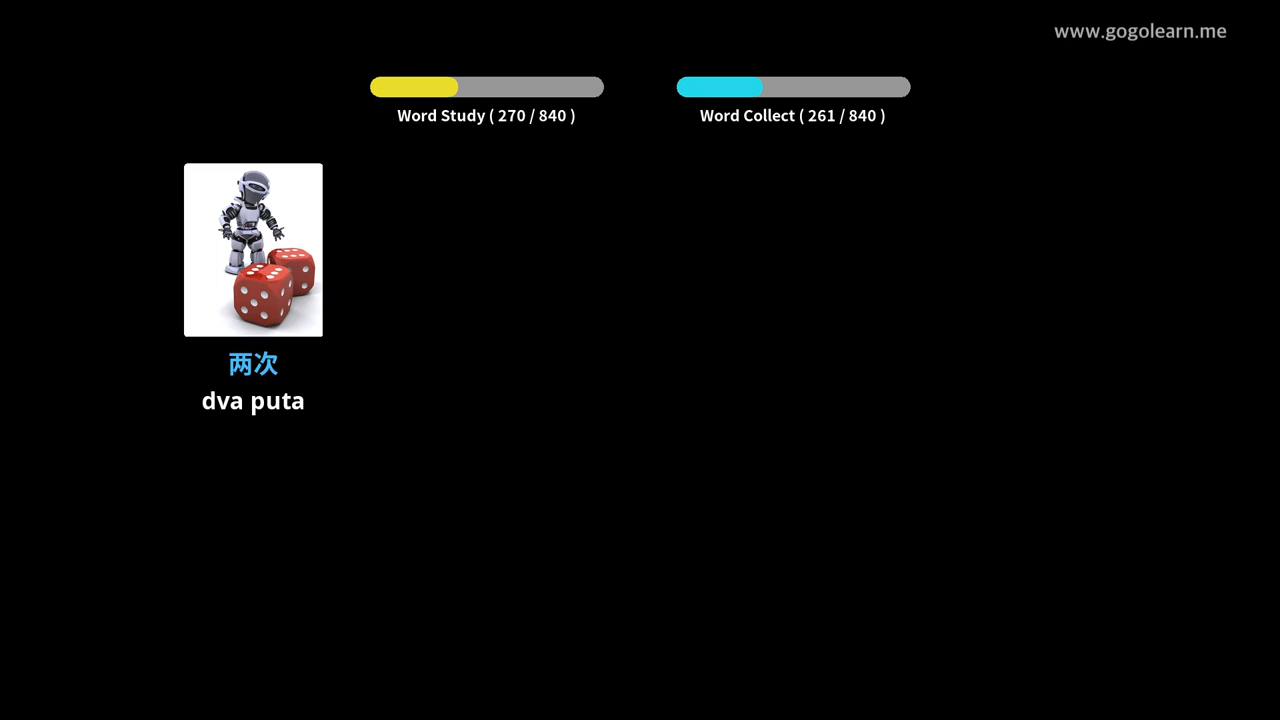 www.gogolearn.me
Word Study ( 270 / 840 )
Word Collect ( 261 / 840 )
两次
dva puta